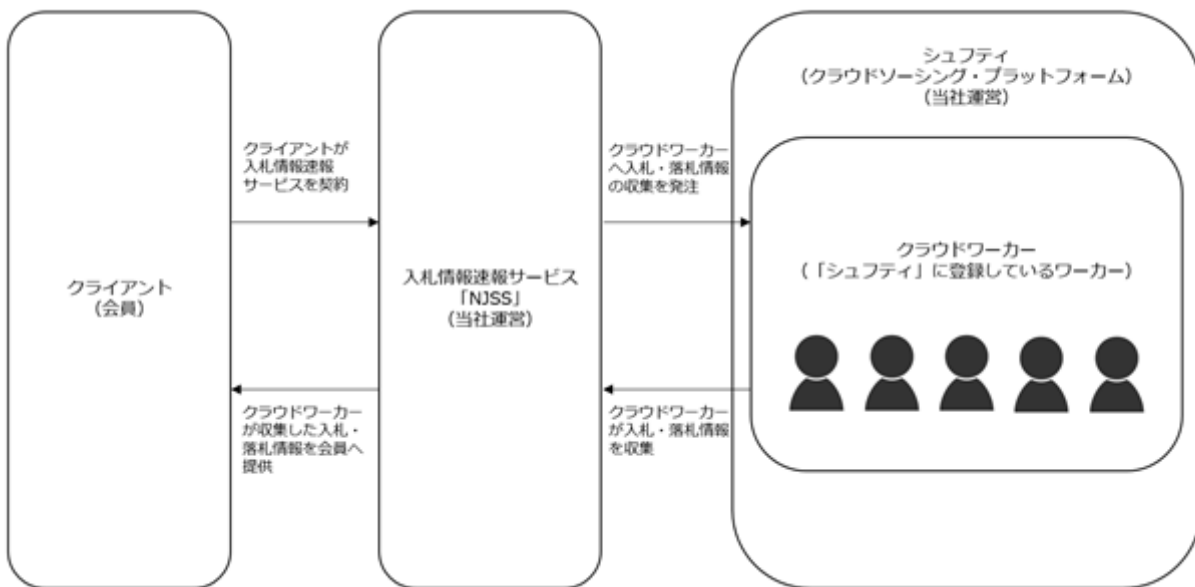 クライアント
（会員）
クライアントが
入札情報速報
サービスを契約
クラウドワーカー
が収集した入札・
落札情報を会員へ
提供
入札情報速報サービス
「NJSS」
（当社運営）
クラウドワーカー
へ入札・落札情報
の収集を発注
クラウドワーカー
が入札・落札情報
を収集
シュフティ
（クラウドソーシング・プラットフォーム）
（当社運営）
クラウドワーカー
（「シュフティ」に登録しているワーカー）